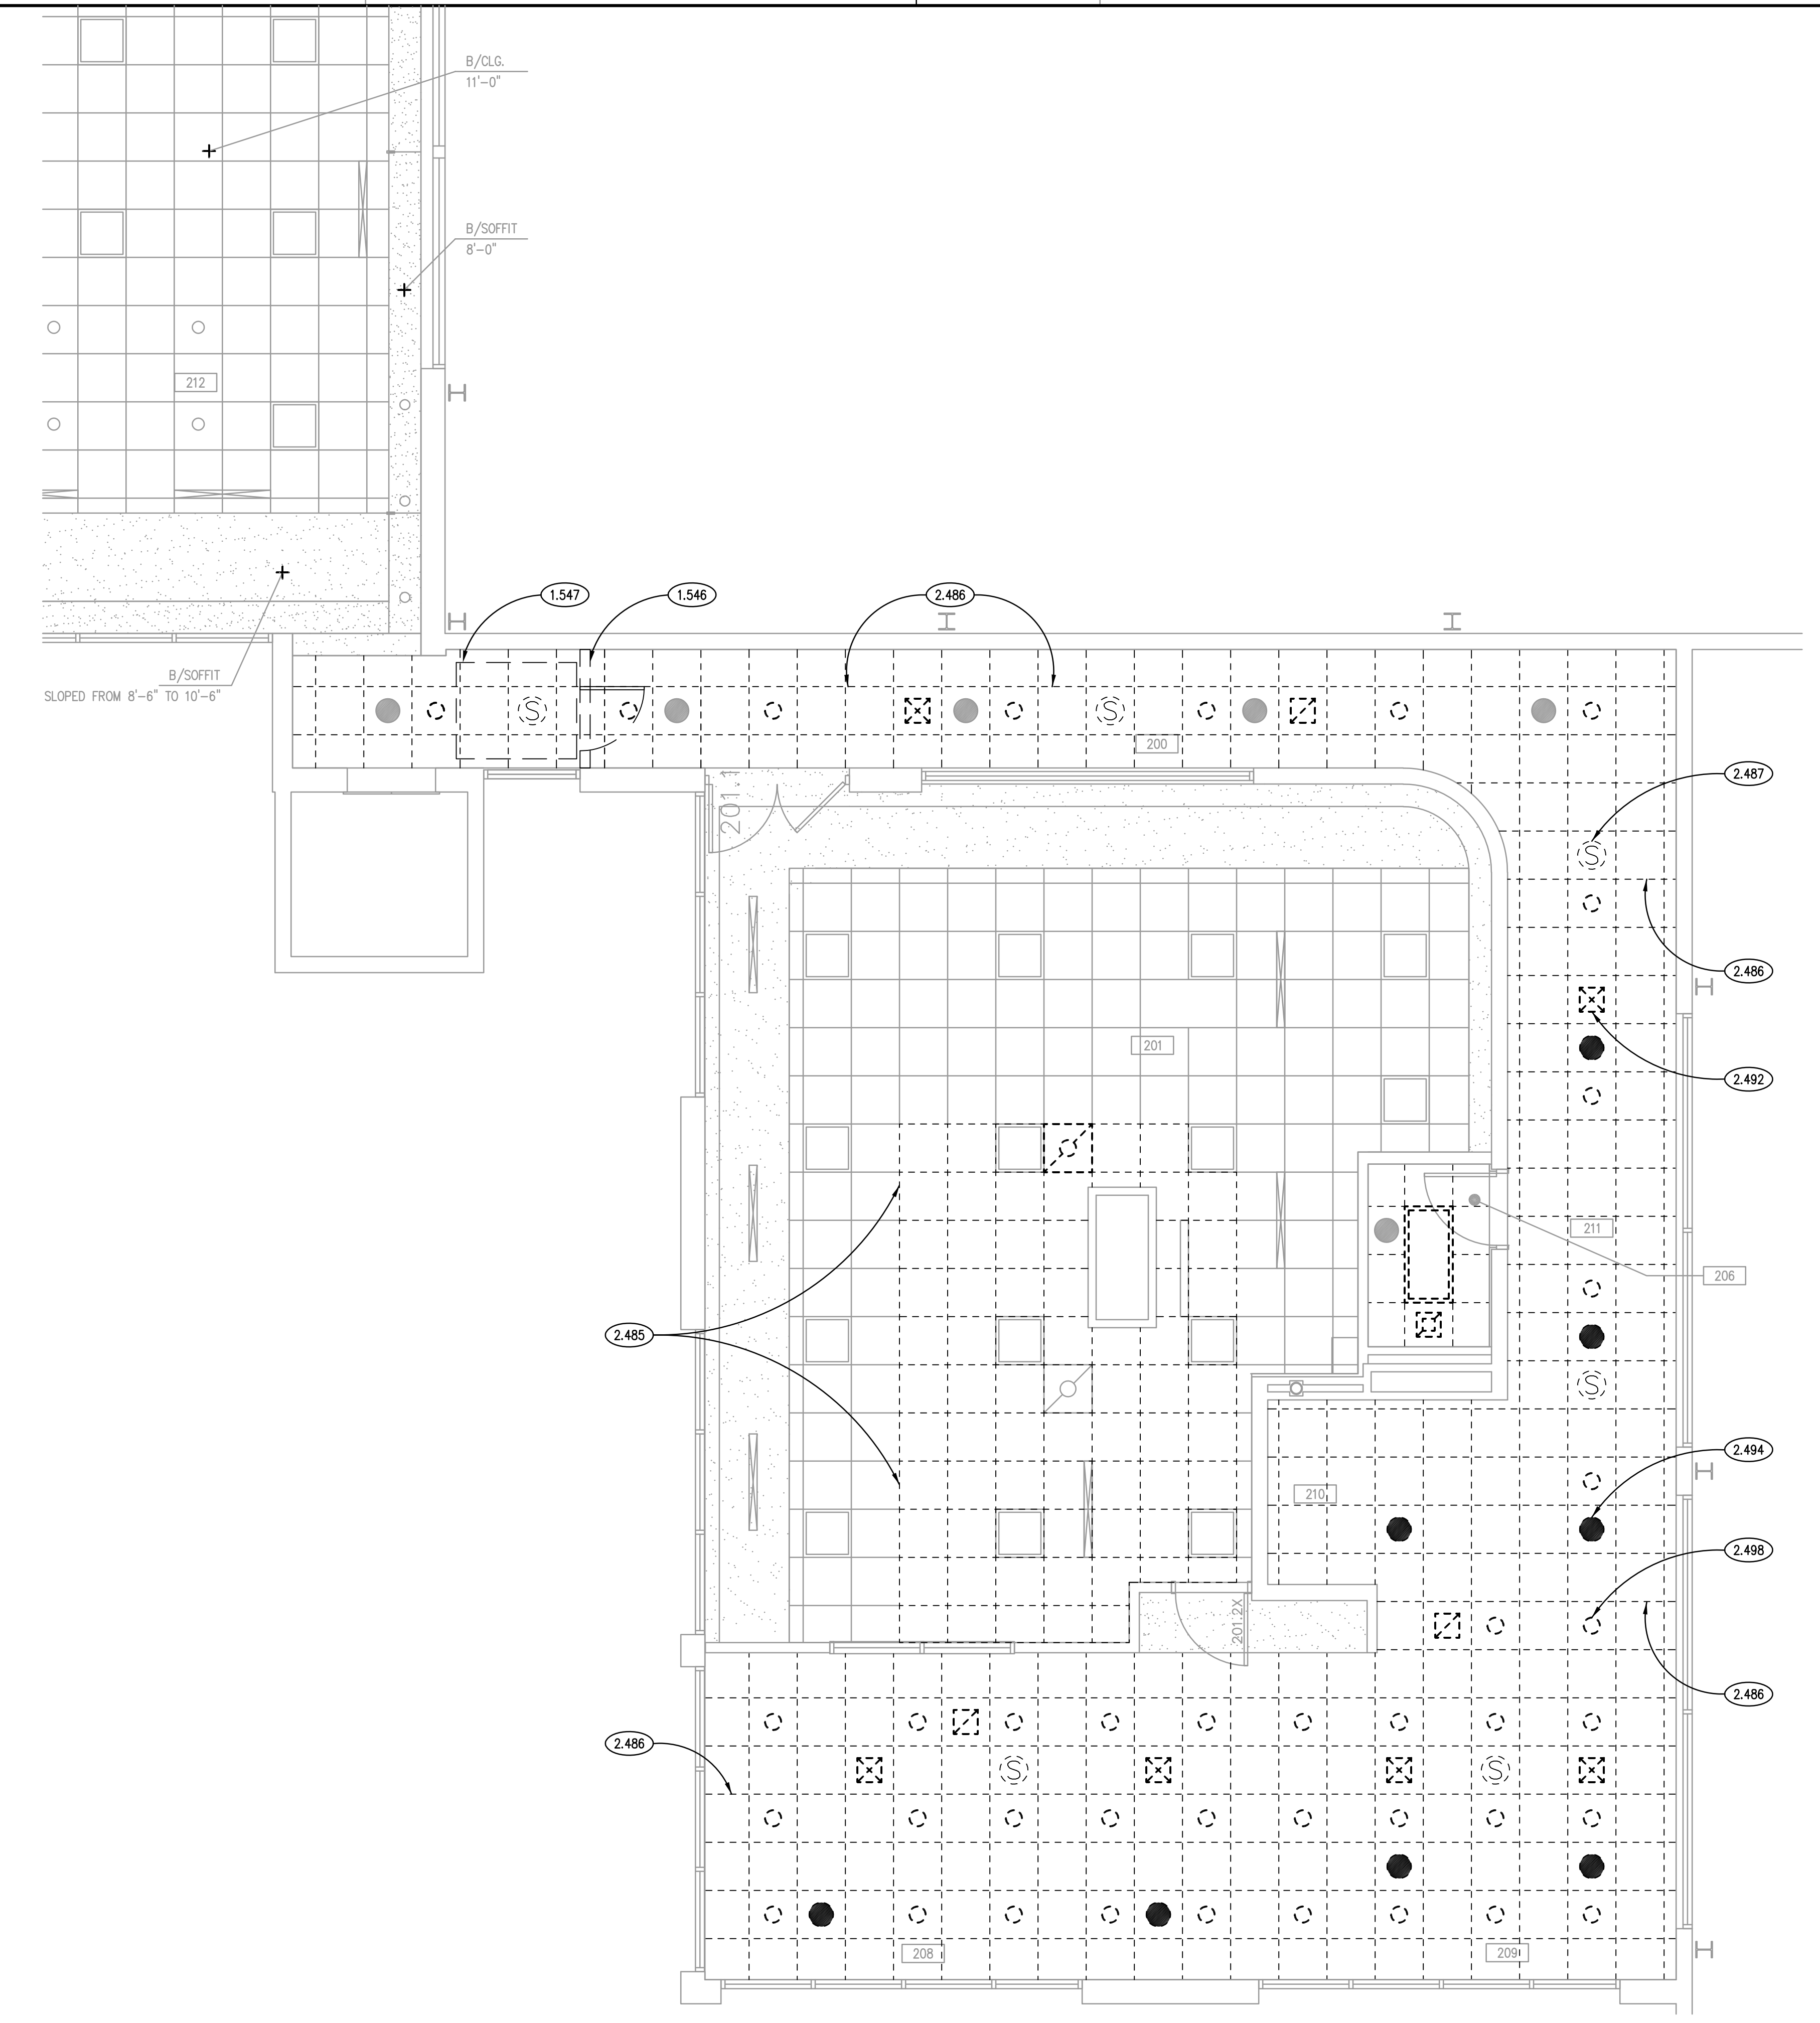 B/CLG.
11'-0"
B/SOFFIT
8'-0"
212
1.547
1.546
2.486
B/SOFFIT
SLOPED FROM 8'-6" TO 10'-6"
S
S
200
2.487
201.1
S
2.486
201
2.492
211
206
2.485
S
2.494
210
2.498
201.2X
2.486
2.486
S
S
208
209